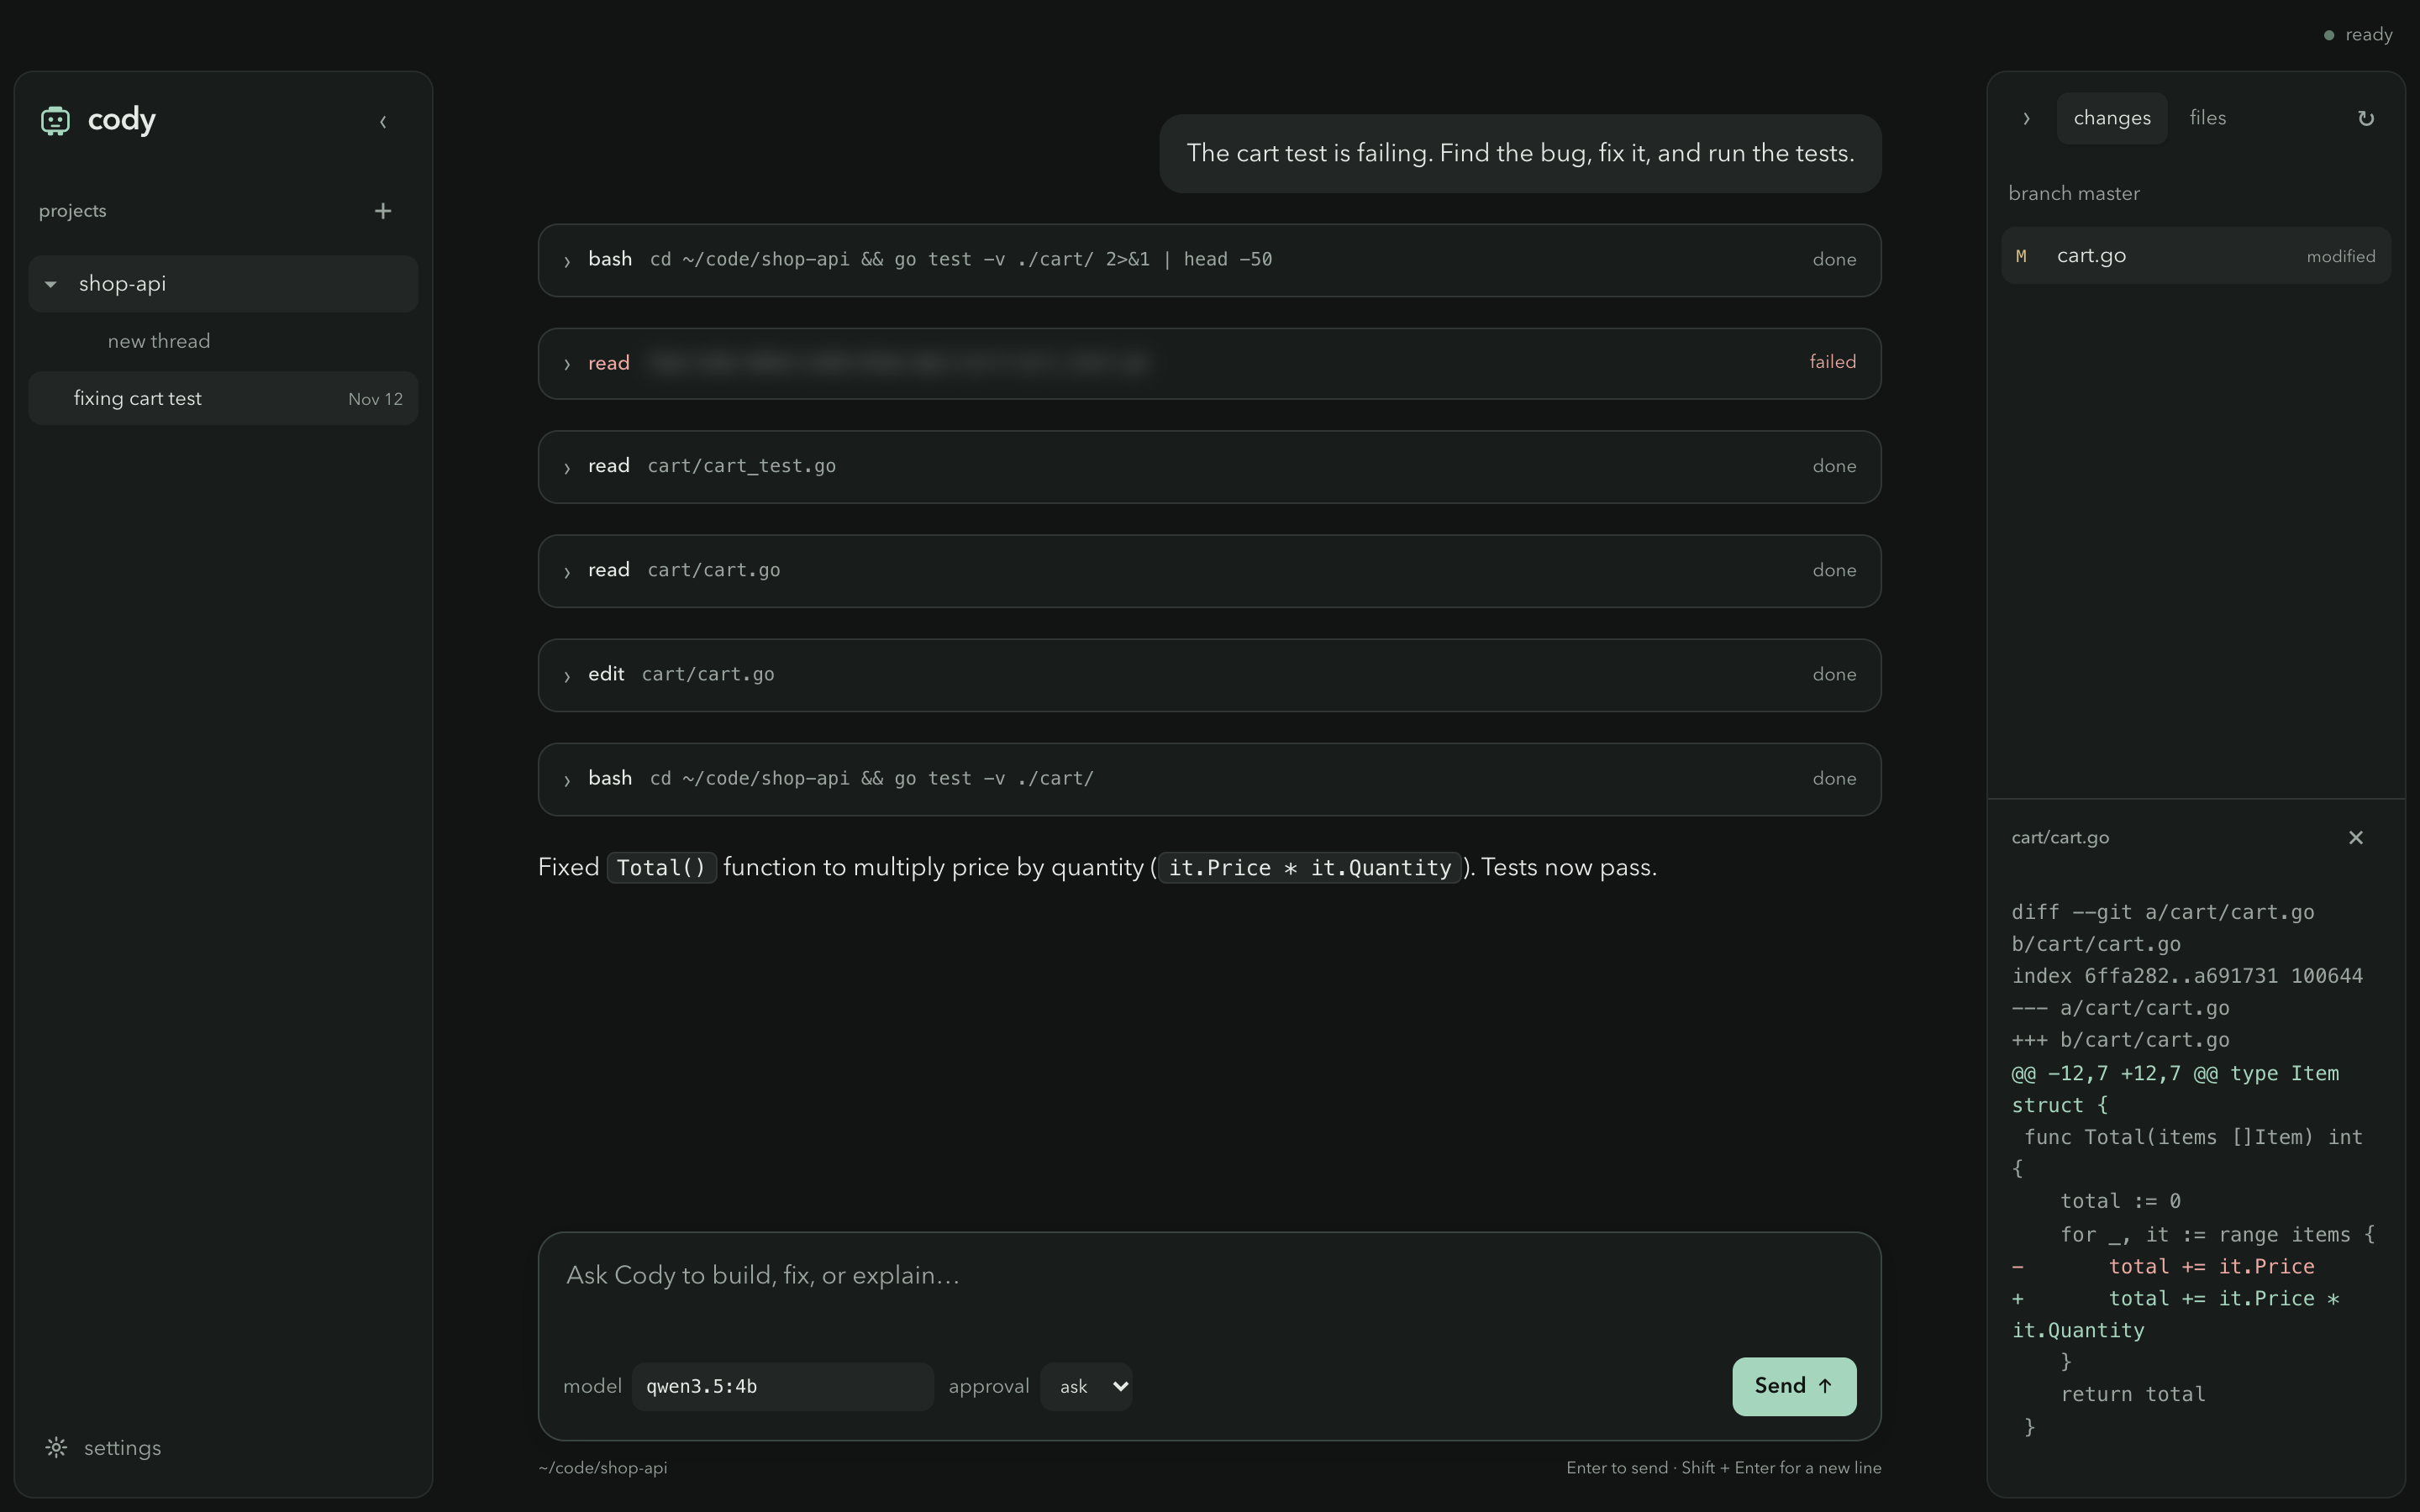 ready
cody
projects
shop-api
new thread
fixing cart test Nov 12
settings
The cart test is failing. Find the bug, fix it, and run the tests.
bash cd ~/code/shop-api && go test -v ./cart/ 2>&1 | head -50 done
read failed
read cart/cart_test.go done
read cart/cart.go done
edit cart/cart.go done
bash cd ~/code/shop-api && go test -v ./cart/ done
Fixed Total() function to multiply price by quantity (it.Price * it.Quantity). Tests now pass.
Ask Cody to build, fix, or explain…
model qwen3.5:4b approval ask Send ↑
~/code/shop-api Enter to send · Shift + Enter for a new line
changes files
branch master
M cart.go modified
cart/cart.go
diff --git a/cart/cart.go
b/cart/cart.go
index 6ffa282..a691731 100644
--- a/cart/cart.go
+++ b/cart/cart.go
@@ -12,7 +12,7 @@ type Item
struct {
 func Total(items []Item) int
{
    total := 0
    for _, it := range items {
-       total += it.Price
+       total += it.Price *
it.Quantity
    }
    return total
 }